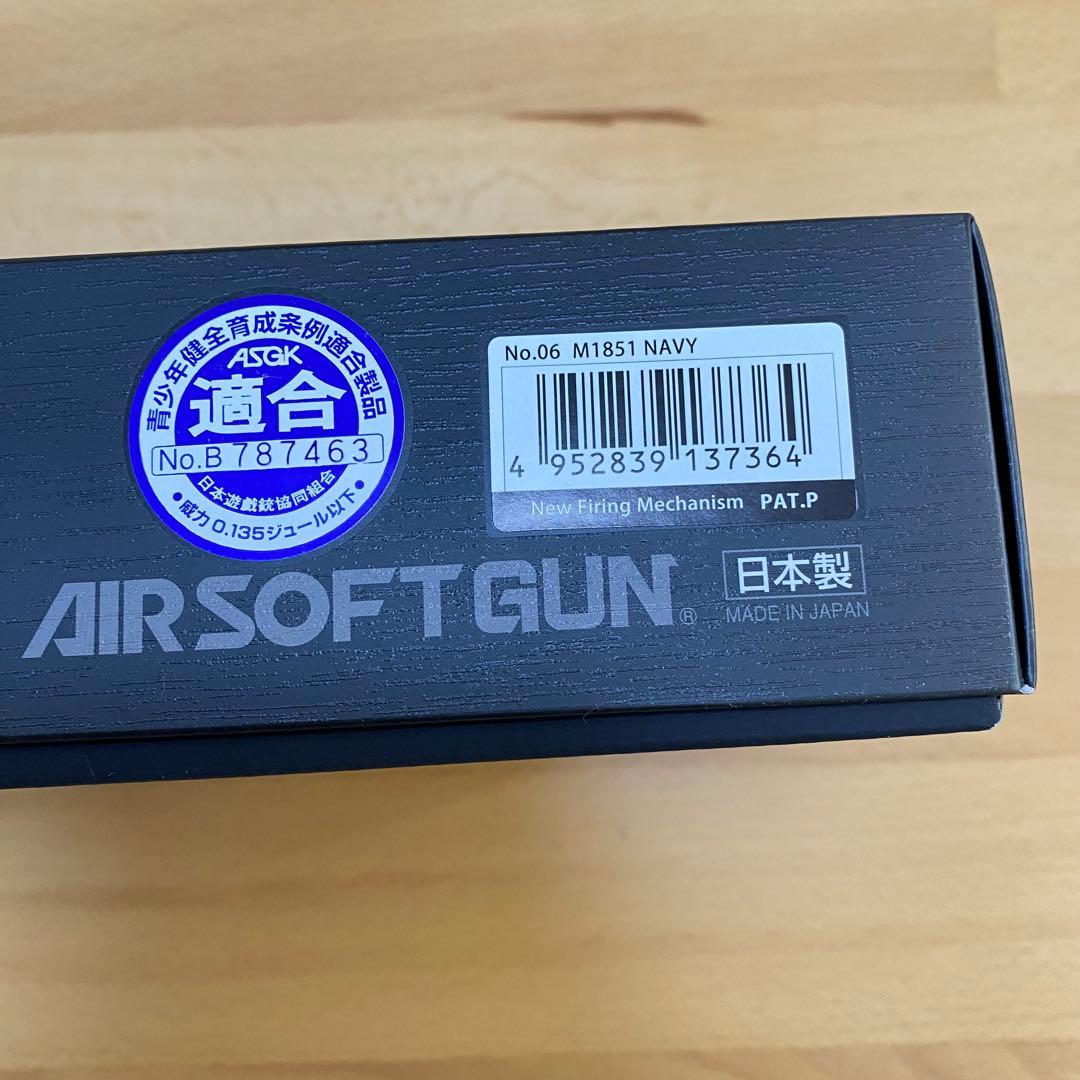 青少年健全育成条例適合製品
ASGK
適合
No.B 787463
日本遊戯銃協同組合
・威力0.135ジュール以下・
No.06 M1851 NAVY
4 952839 137364
New Firing Mechanism PAT.P
AIRSOFTGUN®
日本製
MADE IN JAPAN